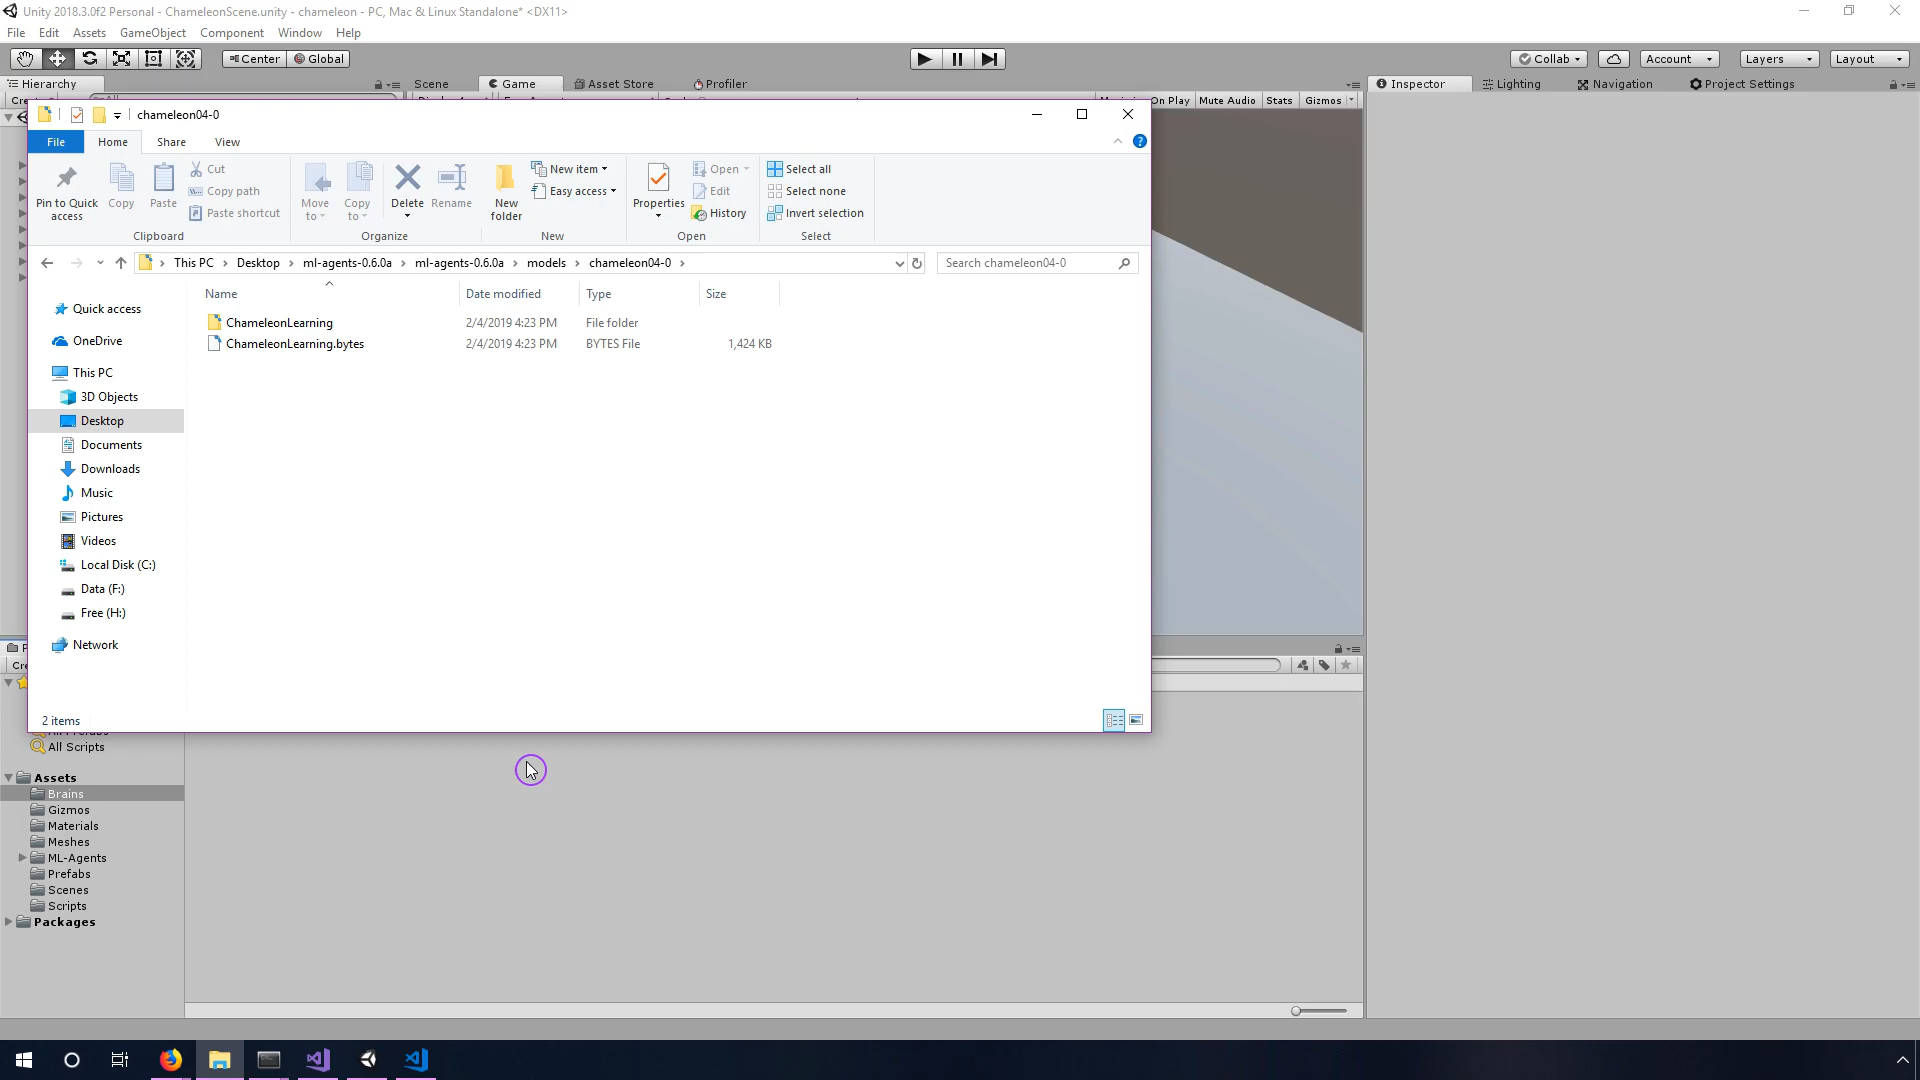 Unity 2018.3.0f2 Personal - ChameleonScene.unity - chameleon - PC, Mac & Linux Standalone* <DX11>
File Edit Assets GameObject Component Window Help
Center Global Collab Account Layers Layout
Hierarchy Scene Game Asset Store Profiler Inspector Lighting Navigation Project Settings
On Play Mute Audio Stats Gizmos
chameleon04-0
File Home Share View
Pin to Quick access
Copy
Paste
Cut
Copy path
Paste shortcut
Clipboard
Move to
Copy to
Delete
Rename
Organize
New folder
New item
Easy access
New
Properties
Open
Edit
History
Open
Select all
Select none
Invert selection
Select
This PC > Desktop > ml-agents-0.6.0a > ml-agents-0.6.0a > models > chameleon04-0 >
Search chameleon04-0
Name Date modified Type Size
ChameleonLearning 2/4/2019 4:23 PM File folder
ChameleonLearning.bytes 2/4/2019 4:23 PM BYTES File 1,424 KB
Quick access
OneDrive
This PC
3D Objects
Desktop
Documents
Downloads
Music
Pictures
Videos
Local Disk (C:)
Data (F:)
Free (H:)
Network
2 items
All Scripts
Assets
Brains
Gizmos
Materials
Meshes
ML-Agents
Prefabs
Scenes
Scripts
Packages